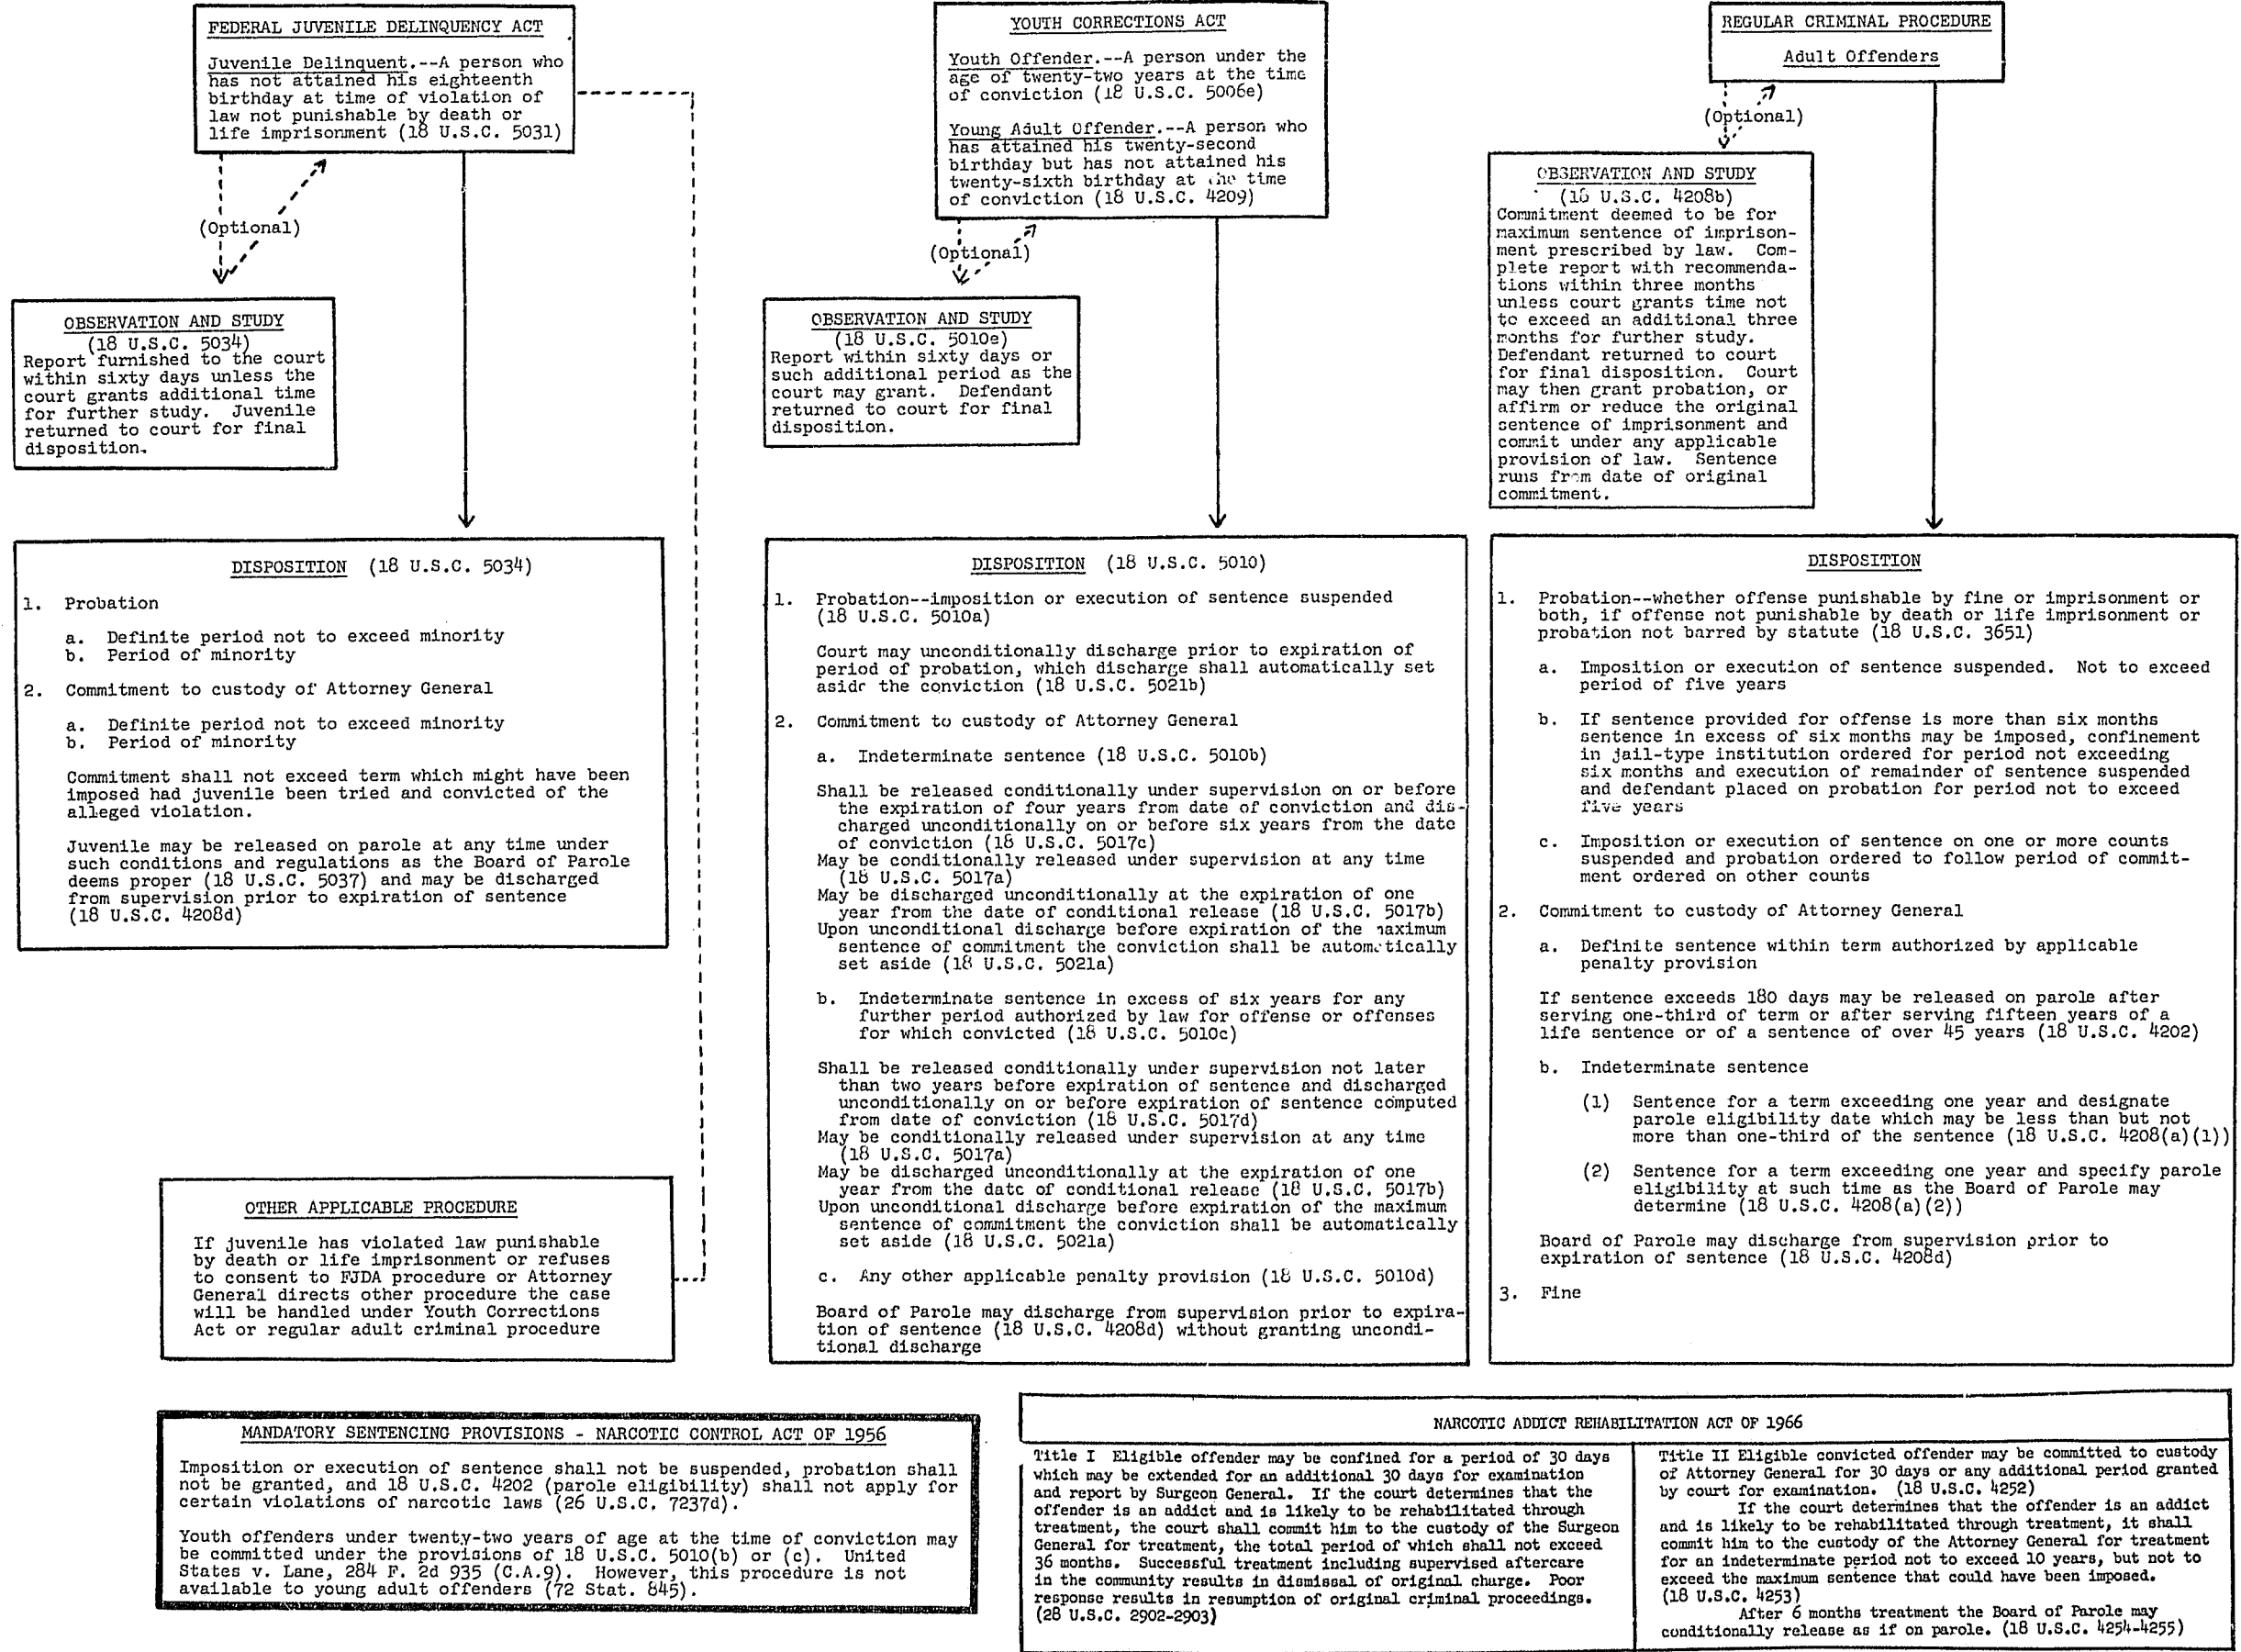 FEDERAL JUVENILE DELINQUENCY ACT
Juvenile Delinquent.--A person who
has not attained his eighteenth
birthday at time of violation of
law not punishable by death or
life imprisonment (18 U.S.C. 5031)
(Optional)
OBSERVATION AND STUDY
(18 U.S.C. 5034)
Report furnished to the court
within sixty days unless the
court grants additional time
for further study. Juvenile
returned to court for final
disposition.
DISPOSITION (18 U.S.C. 5034)
1. Probation
a. Definite period not to exceed minority
b. Period of minority
2. Commitment to custody of Attorney General
a. Definite period not to exceed minority
b. Period of minority
Commitment shall not exceed term which might have been
imposed had juvenile been tried and convicted of the
alleged violation.
Juvenile may be released on parole at any time under
such conditions and regulations as the Board of Parole
deems proper (18 U.S.C. 5037) and may be discharged
from supervision prior to expiration of sentence
(18 U.S.C. 4208d)
OTHER APPLICABLE PROCEDURE
If juvenile has violated law punishable
by death or life imprisonment or refuses
to consent to FJDA procedure or Attorney
General directs other procedure the case
will be handled under Youth Corrections
Act or regular adult criminal procedure
YOUTH CORRECTIONS ACT
Youth Offender.--A person under the
age of twenty-two years at the time
of conviction (18 U.S.C. 5006e)
Young Adult Offender.--A person who
has attained his twenty-second
birthday but has not attained his
twenty-sixth birthday at the time
of conviction (18 U.S.C. 4209)
(Optional)
OBSERVATION AND STUDY
(18 U.S.C. 5010e)
Report within sixty days or
such additional period as the
court may grant. Defendant
returned to court for final
disposition.
DISPOSITION (18 U.S.C. 5010)
1. Probation--imposition or execution of sentence suspended
(18 U.S.C. 5010a)
Court may unconditionally discharge prior to expiration of
period of probation, which discharge shall automatically set
aside the conviction (18 U.S.C. 5021b)
2. Commitment to custody of Attorney General
a. Indeterminate sentence (18 U.S.C. 5010b)
Shall be released conditionally under supervision on or before
the expiration of four years from date of conviction and dis-
charged unconditionally on or before six years from the date
of conviction (18 U.S.C. 5017c)
May be conditionally released under supervision at any time
(18 U.S.C. 5017a)
May be discharged unconditionally at the expiration of one
year from the date of conditional release (18 U.S.C. 5017b)
Upon unconditional discharge before expiration of the maximum
sentence of commitment the conviction shall be automatically
set aside (18 U.S.C. 5021a)
b. Indeterminate sentence in excess of six years for any
further period authorized by law for offense or offenses
for which convicted (18 U.S.C. 5010c)
Shall be released conditionally under supervision not later
than two years before expiration of sentence and discharged
unconditionally on or before expiration of sentence computed
from date of conviction (18 U.S.C. 5017d)
May be conditionally released under supervision at any time
(18 U.S.C. 5017a)
May be discharged unconditionally at the expiration of one
year from the date of conditional release (18 U.S.C. 5017b)
Upon unconditional discharge before expiration of the maximum
sentence of commitment the conviction shall be automatically
set aside (18 U.S.C. 5021a)
c. Any other applicable penalty provision (18 U.S.C. 5010d)
Board of Parole may discharge from supervision prior to expira-
tion of sentence (18 U.S.C. 4208d) without granting uncondi-
tional discharge
REGULAR CRIMINAL PROCEDURE
Adult Offenders
(Optional)
OBSERVATION AND STUDY
(18 U.S.C. 4208b)
Commitment deemed to be for
maximum sentence of imprison-
ment prescribed by law. Com-
plete report with recommenda-
tions within three months
unless court grants time not
to exceed an additional three
months for further study.
Defendant returned to court
for final disposition. Court
may then grant probation, or
affirm or reduce the original
sentence of imprisonment and
commit under any applicable
provision of law. Sentence
runs from date of original
commitment.
DISPOSITION
1. Probation--whether offense punishable by fine or imprisonment or
both, if offense not punishable by death or life imprisonment or
probation not barred by statute (18 U.S.C. 3651)
a. Imposition or execution of sentence suspended. Not to exceed
period of five years
b. If sentence provided for offense is more than six months
sentence in excess of six months may be imposed, confinement
in jail-type institution ordered for period not exceeding
six months and execution of remainder of sentence suspended
and defendant placed on probation for period not to exceed
five years
c. Imposition or execution of sentence on one or more counts
suspended and probation ordered to follow period of commit-
ment ordered on other counts
2. Commitment to custody of Attorney General
a. Definite sentence within term authorized by applicable
penalty provision
If sentence exceeds 180 days may be released on parole after
serving one-third of term or after serving fifteen years of a
life sentence or of a sentence of over 45 years (18 U.S.C. 4202)
b. Indeterminate sentence
(1) Sentence for a term exceeding one year and designate
parole eligibility date which may be less than but not
more than one-third of the sentence (18 U.S.C. 4208(a)(1))
(2) Sentence for a term exceeding one year and specify parole
eligibility at such time as the Board of Parole may
determine (18 U.S.C. 4208(a)(2))
Board of Parole may discharge from supervision prior to
expiration of sentence (18 U.S.C. 4208d)
3. Fine
MANDATORY SENTENCING PROVISIONS - NARCOTIC CONTROL ACT OF 1956
Imposition or execution of sentence shall not be suspended, probation shall
not be granted, and 18 U.S.C. 4202 (parole eligibility) shall not apply for
certain violations of narcotic laws (26 U.S.C. 7237d).
Youth offenders under twenty-two years of age at the time of conviction may
be committed under the provisions of 18 U.S.C. 5010(b) or (c). United
States v. Lane, 284 F. 2d 935 (C.A.9). However, this procedure is not
available to young adult offenders (72 Stat. 845).
NARCOTIC ADDICT REHABILITATION ACT OF 1966
Title I Eligible offender may be confined for a period of 30 days
which may be extended for an additional 30 days for examination
and report by Surgeon General. If the court determines that the
offender is an addict and is likely to be rehabilitated through
treatment, the court shall commit him to the custody of the Surgeon
General for treatment, the total period of which shall not exceed
36 months. Successful treatment including supervised aftercare
in the community results in dismissal of original charge. Poor
response results in resumption of original criminal proceedings.
(28 U.S.C. 2902-2903)
Title II Eligible convicted offender may be committed to custody
of Attorney General for 30 days or any additional period granted
by court for examination. (18 U.S.C. 4252)
If the court determines that the offender is an addict
and is likely to be rehabilitated through treatment, it shall
commit him to the custody of the Attorney General for treatment
for an indeterminate period not to exceed 10 years, but not to
exceed the maximum sentence that could have been imposed.
(18 U.S.C. 4253)
After 6 months treatment the Board of Parole may
conditionally release as if on parole. (18 U.S.C. 4254-4255)